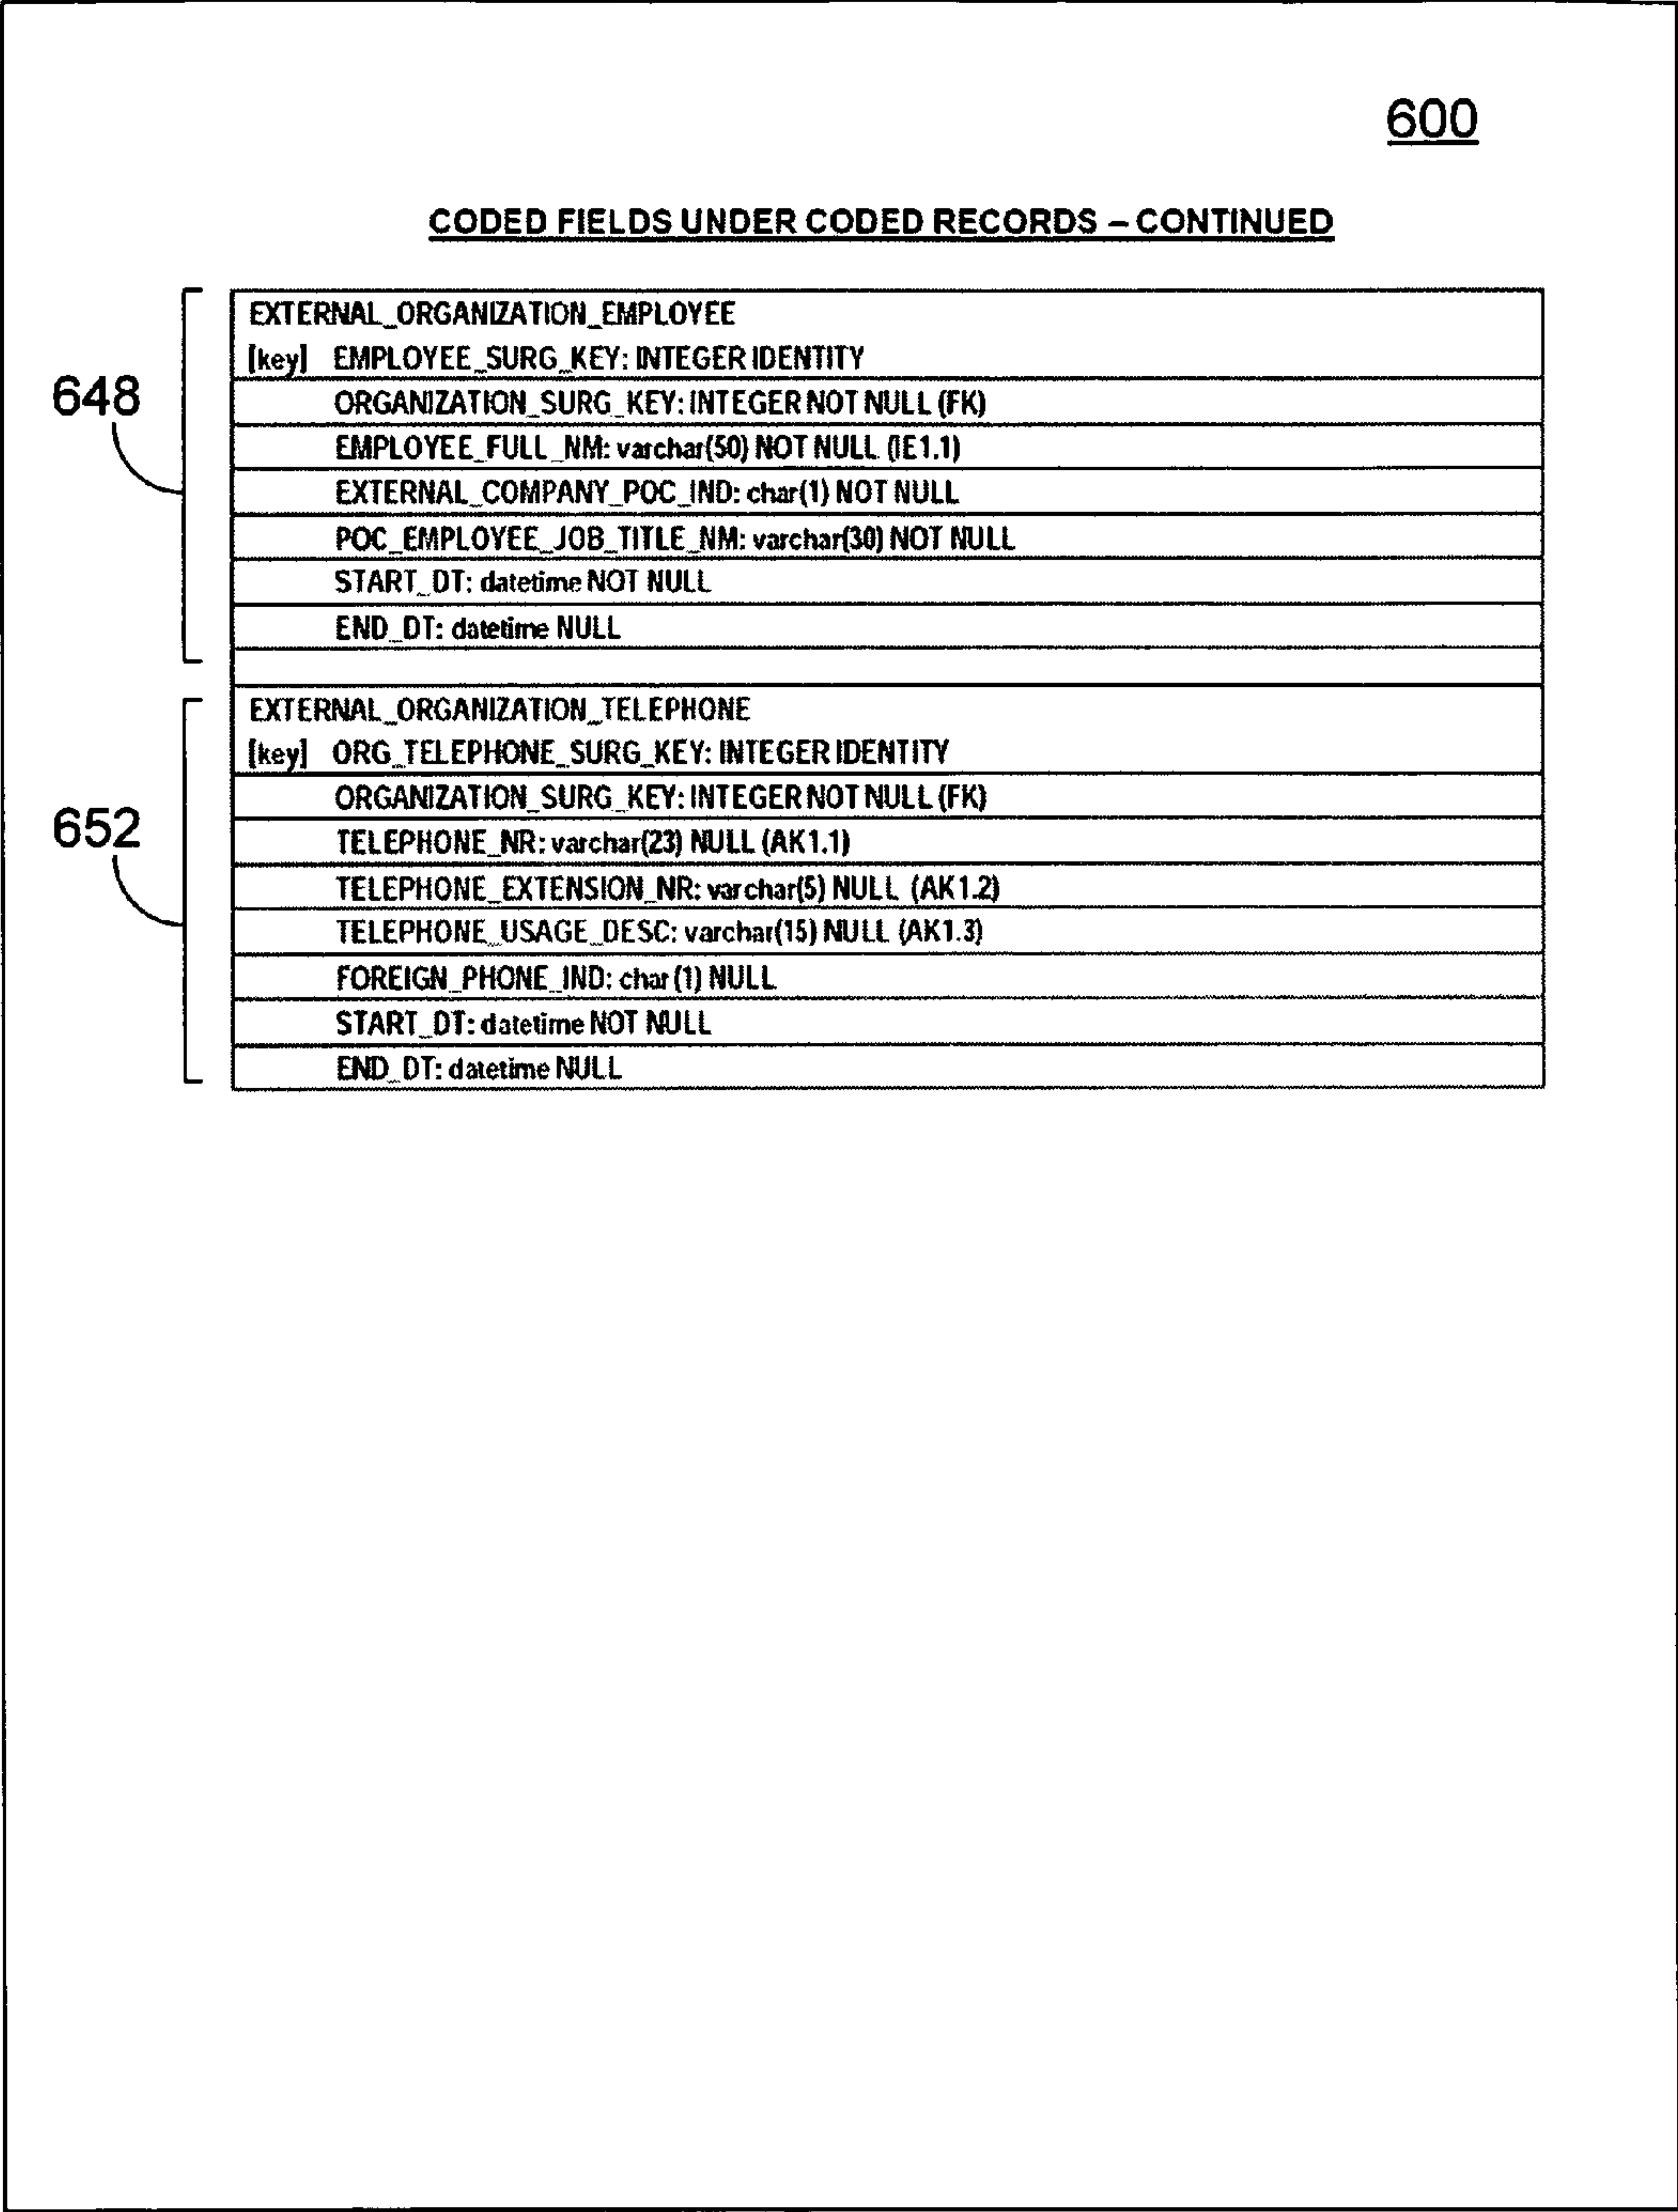 600
CODED FIELDS UNDER CODED RECORDS – CONTINUED
648
EXTERNAL_ORGANIZATION_EMPLOYEE
[key] EMPLOYEE_SURG_KEY: INTEGER IDENTITY
ORGANIZATION_SURG_KEY: INTEGER NOT NULL (FK)
EMPLOYEE_FULL_NM: varchar(50) NOT NULL (IE1.1)
EXTERNAL_COMPANY_POC_IND: char(1) NOT NULL
POC_EMPLOYEE_JOB_TITLE_NM: varchar(30) NOT NULL
START_DT: datetime NOT NULL
END_DT: datetime NULL
652
EXTERNAL_ORGANIZATION_TELEPHONE
[key] ORG_TELEPHONE_SURG_KEY: INTEGER IDENTITY
ORGANIZATION_SURG_KEY: INTEGER NOT NULL (FK)
TELEPHONE_NR: varchar(23) NULL (AK1.1)
TELEPHONE_EXTENSION_NR: varchar(5) NULL (AK1.2)
TELEPHONE_USAGE_DESC: varchar(15) NULL (AK1.3)
FOREIGN_PHONE_IND: char (1) NULL
START_DT: datetime NOT NULL
END_DT: datetime NULL